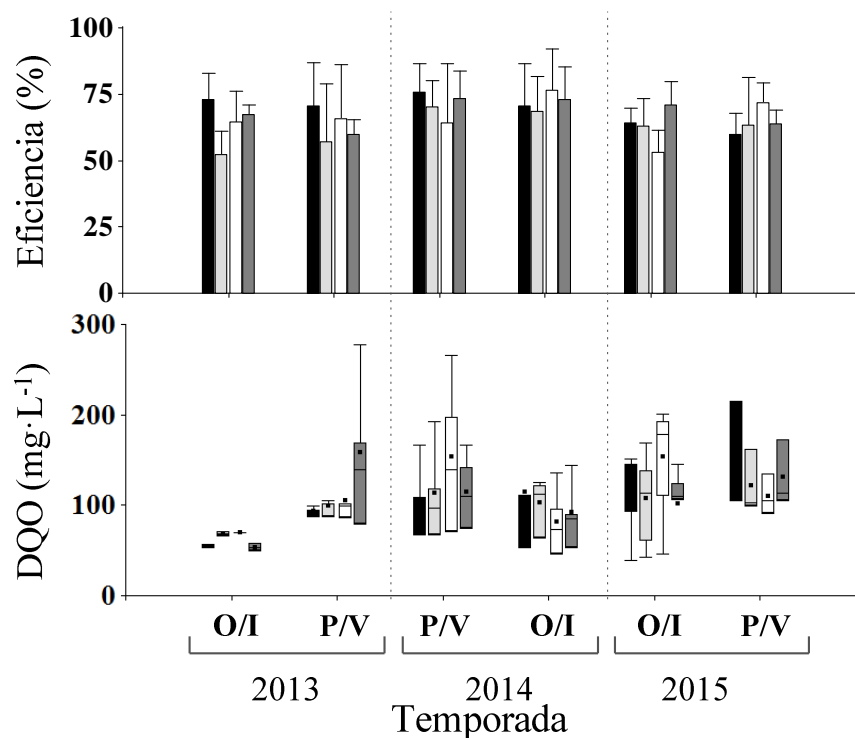 Eficiencia (%)
100
75
50
25
0
DQO (mg·L-1)
300
200
100
0
O/I P/V P/V O/I O/I P/V
2013 2014 2015
Temporada